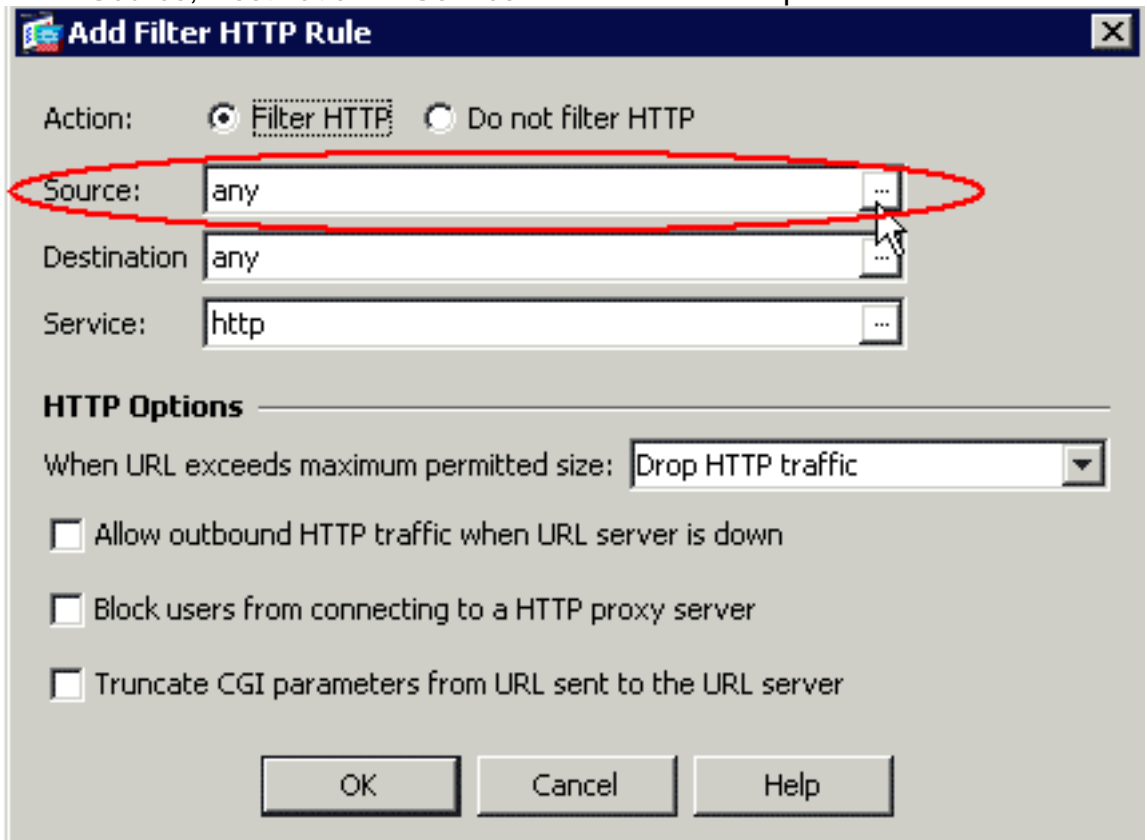 Add Filter HTTP Rule
Action: Filter HTTP Do not filter HTTP
Source: any ...
Destination any ...
Service: http ...
HTTP Options
When URL exceeds maximum permitted size: Drop HTTP traffic
Allow outbound HTTP traffic when URL server is down
Block users from connecting to a HTTP proxy server
Truncate CGI parameters from URL sent to the URL server
OK Cancel Help